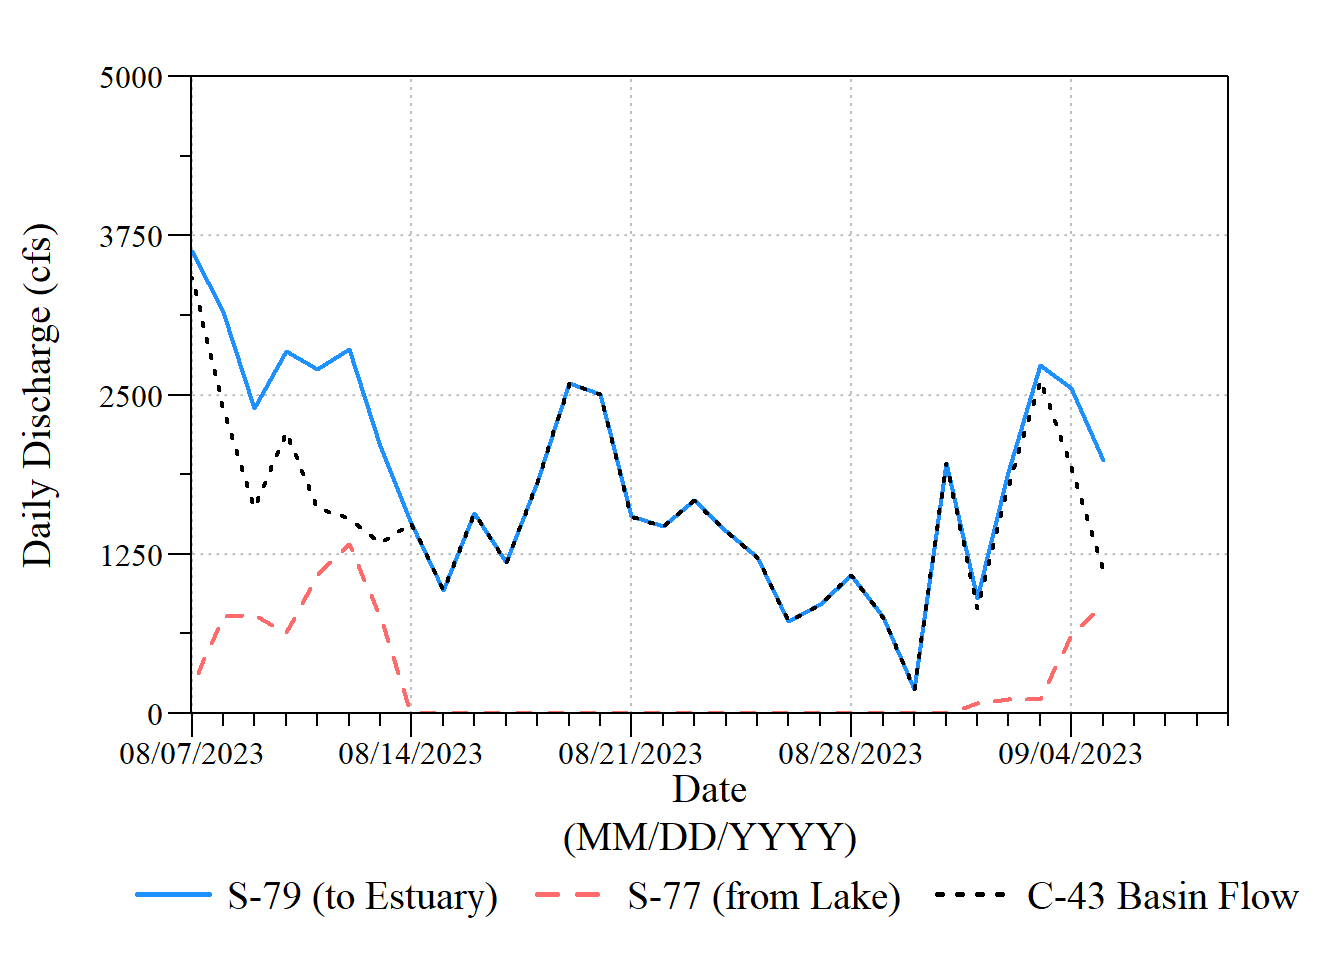 Daily Discharge (cfs)
5000
3750
2500
1250
0
08/07/2023 08/14/2023 08/21/2023 08/28/2023 09/04/2023
Date
(MM/DD/YYYY)
S-79 (to Estuary) S-77 (from Lake) C-43 Basin Flow